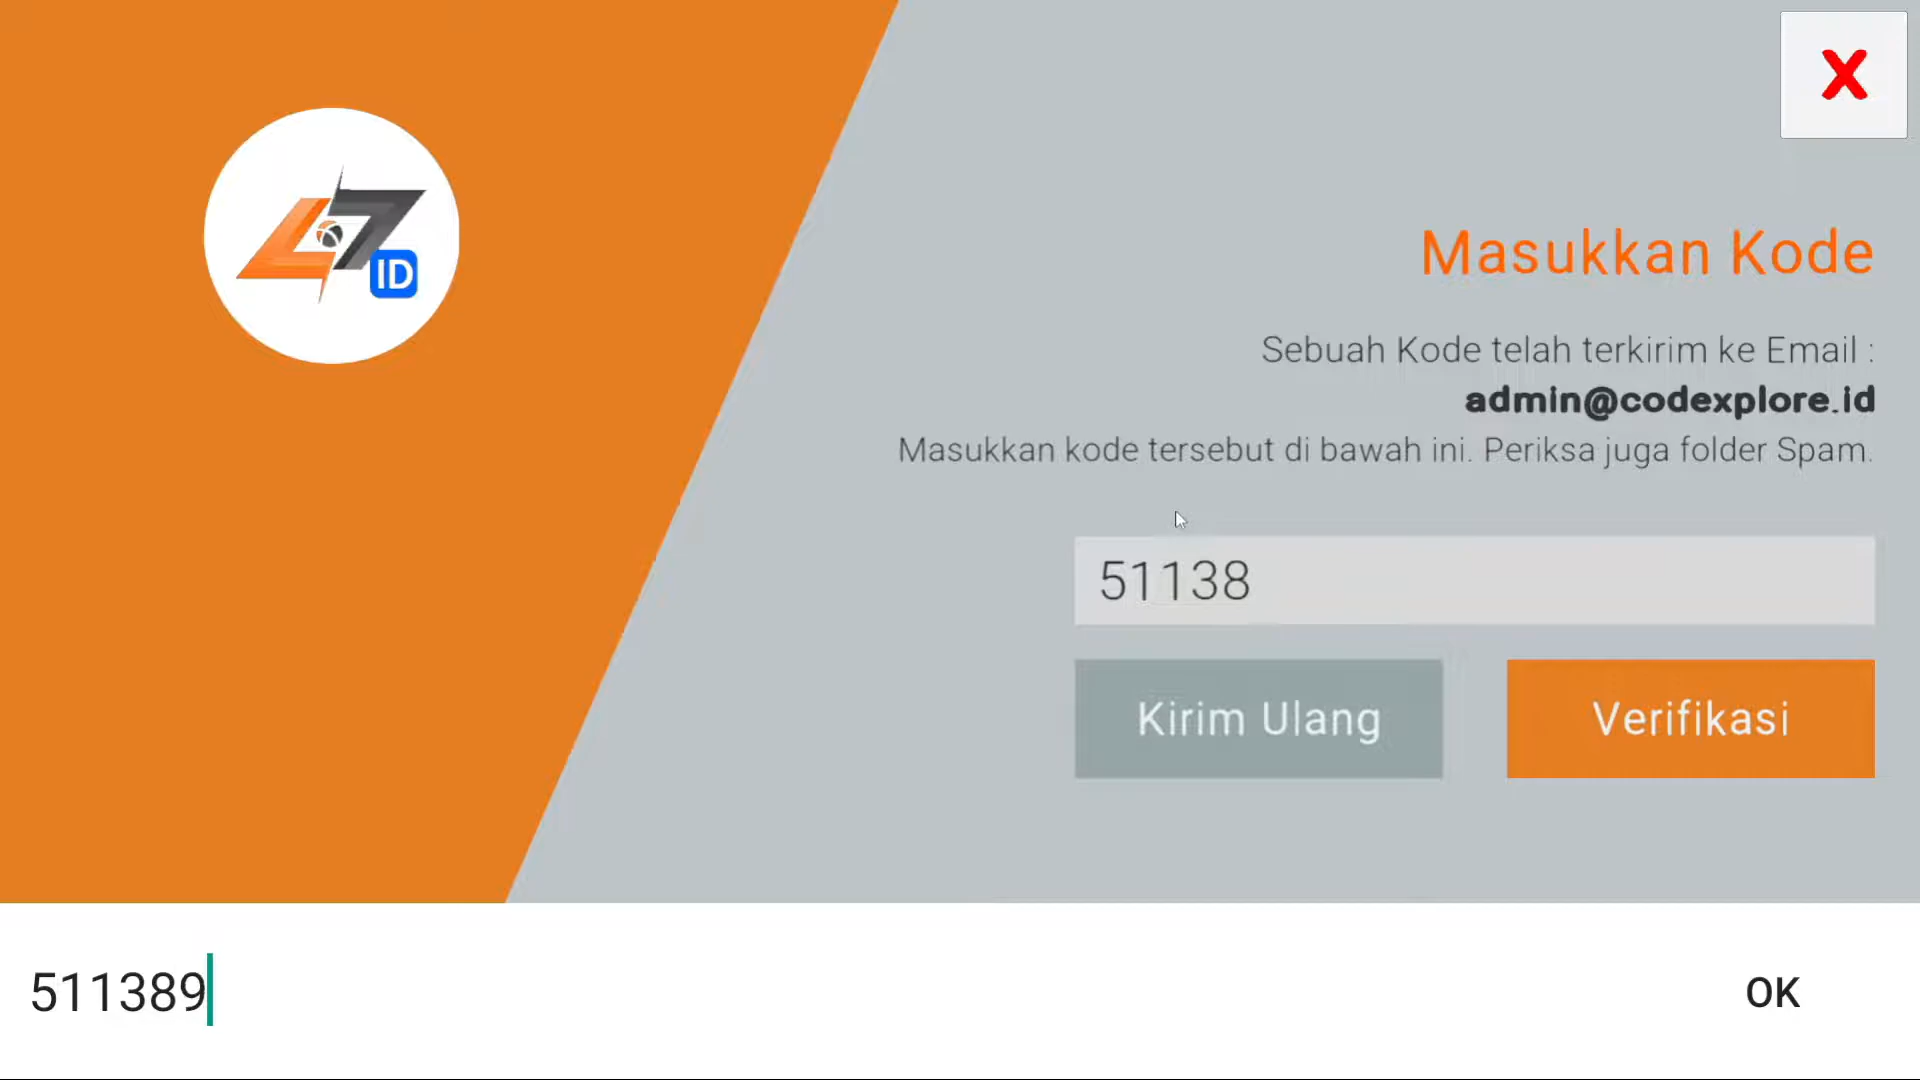 ID
Masukkan Kode
Sebuah Kode telah terkirim ke Email :
admin@codexplore.id
Masukkan kode tersebut di bawah ini. Periksa juga folder Spam.
51138
Kirim Ulang
Verifikasi
511389
OK